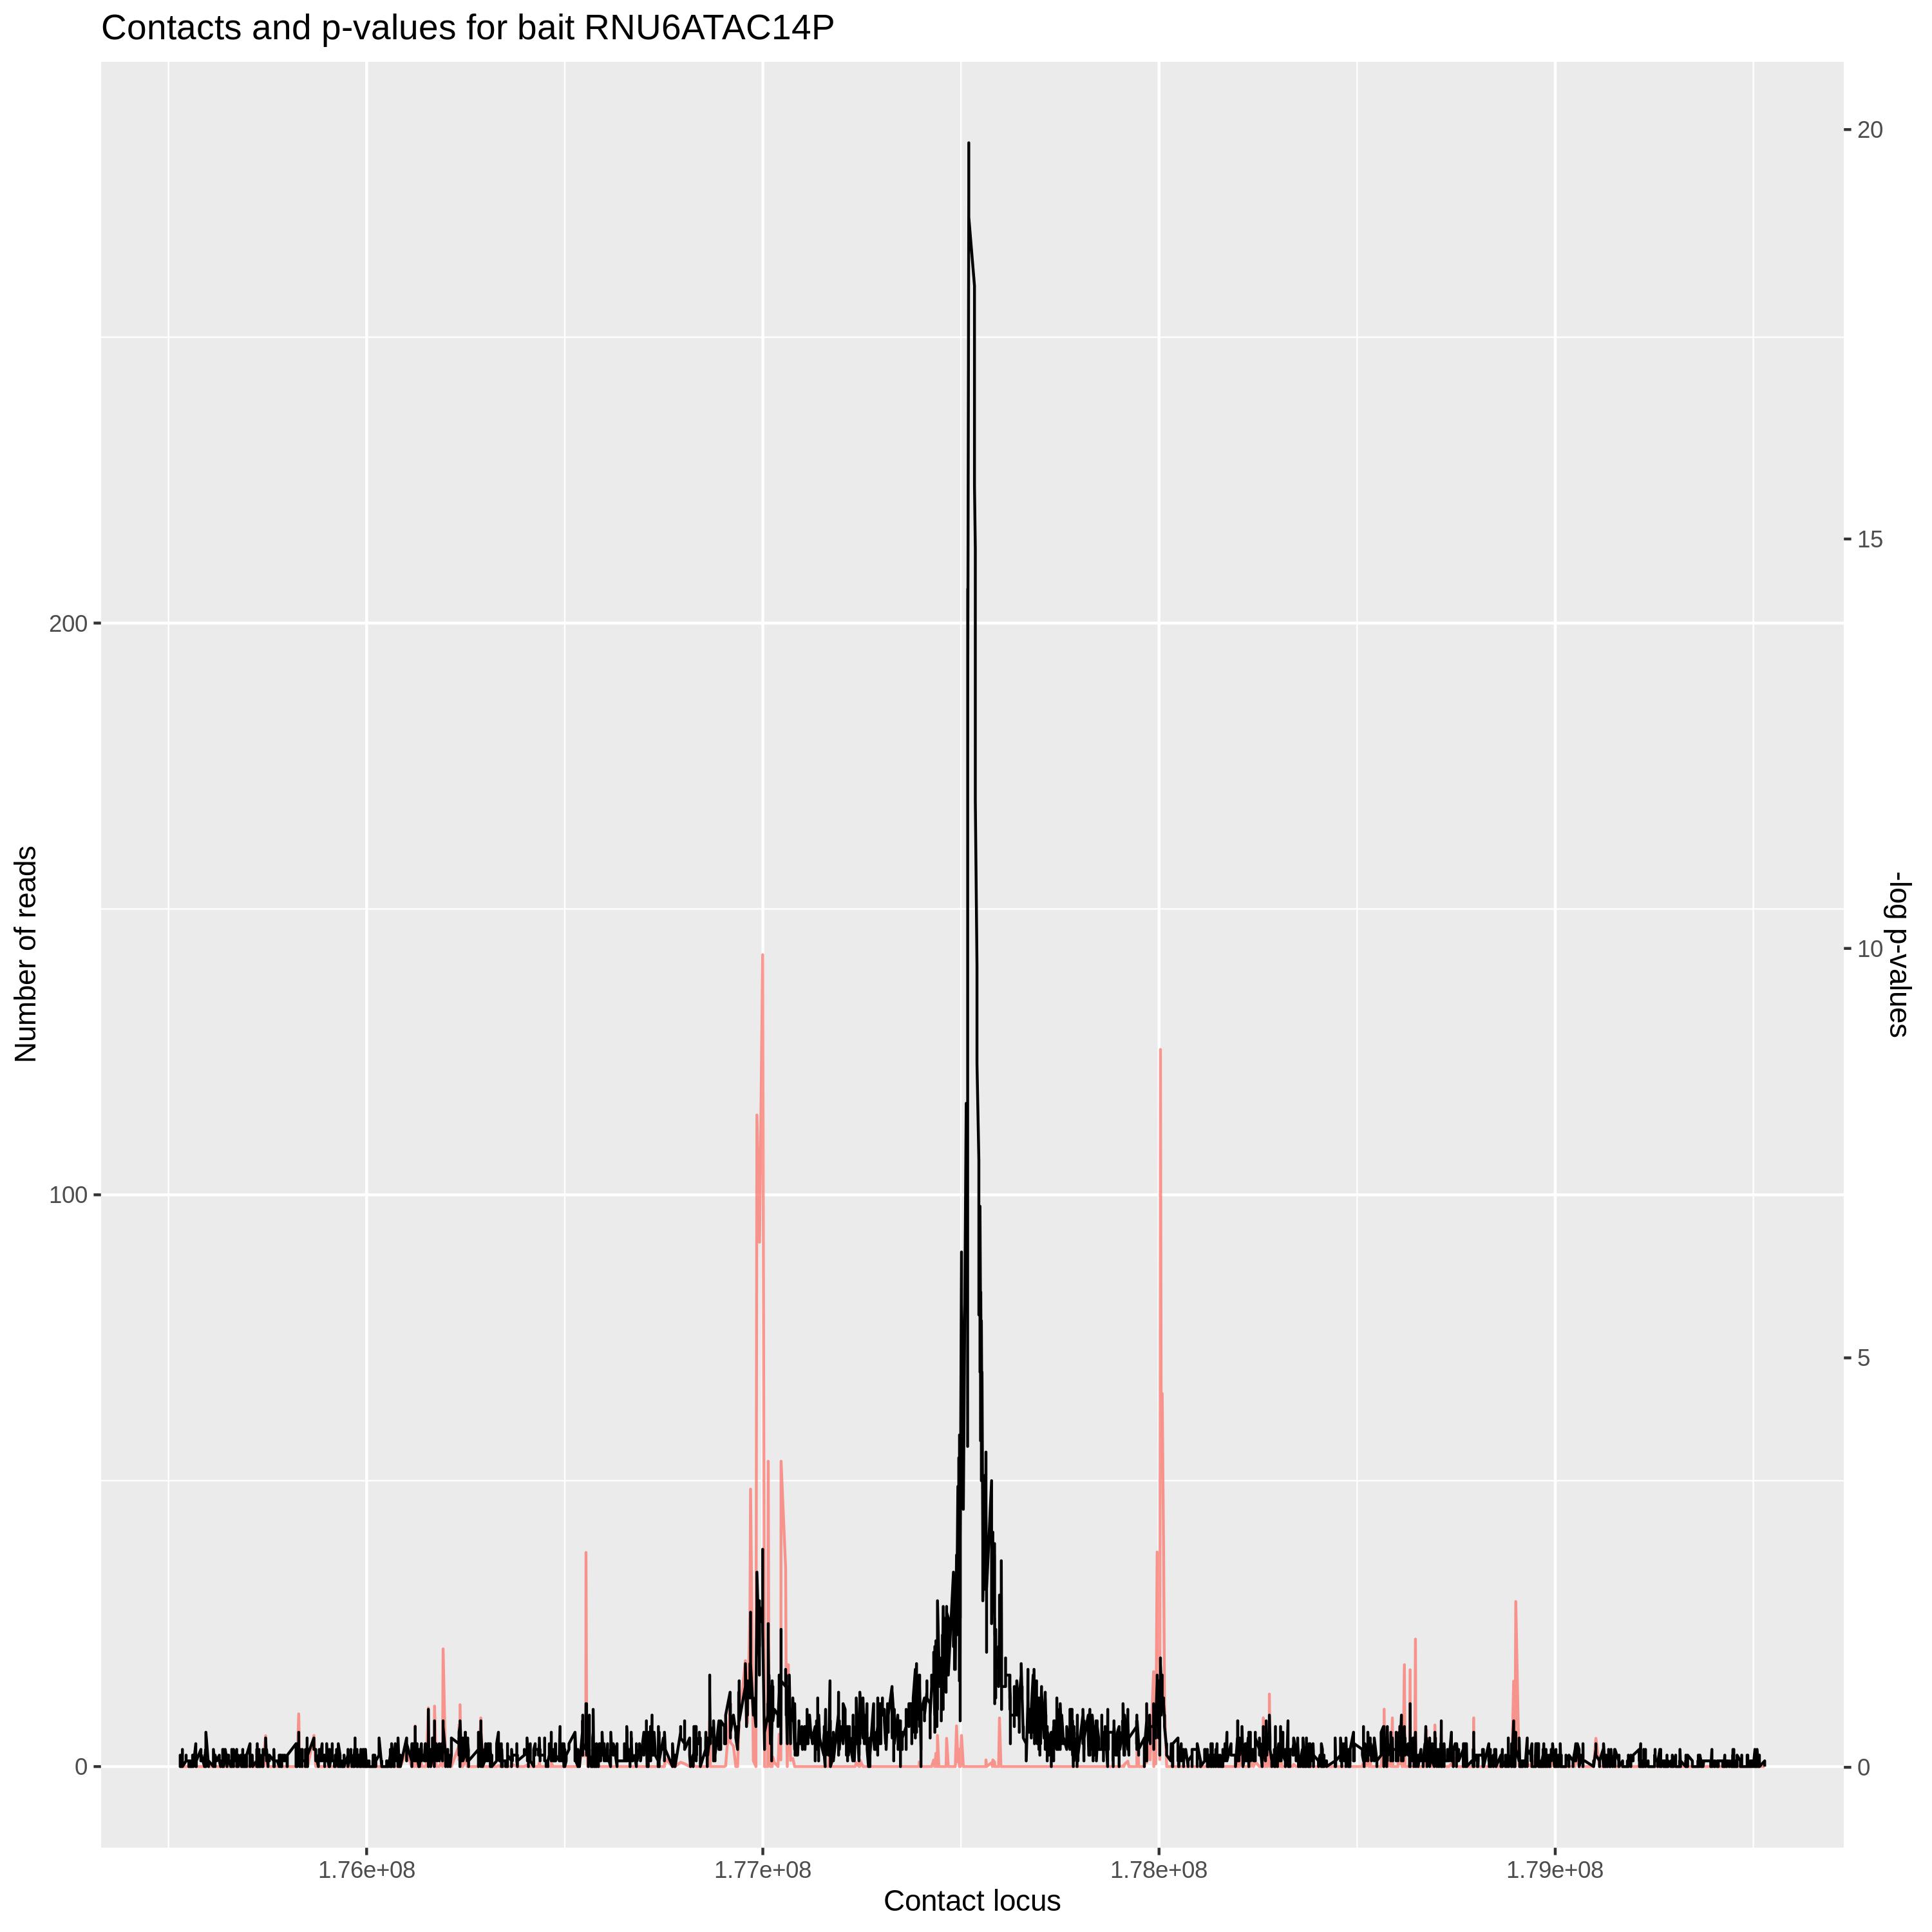 Contacts and p-values for bait RNU6ATAC14P
20
15
200
10
Number of reads
-log p-values
100
5
0
0
1.76e+08
1.77e+08
1.78e+08
1.79e+08
Contact locus